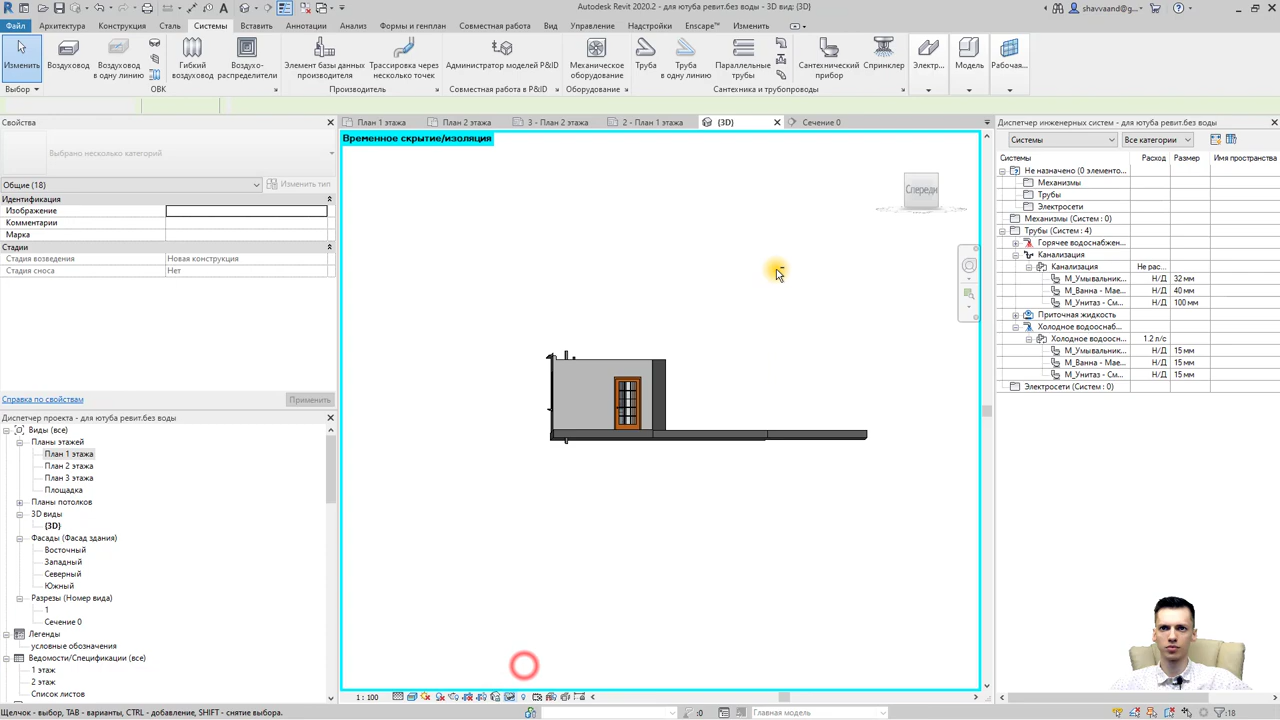 Autodesk Revit 2020.2 - для ютуба ревит.без воды - 3D вид: {3D}
shavvaand
Файл Архитектура Конструкция Сталь Системы Вставить Аннотации Анализ Формы и генплан Совместная работа Вид Управление Надстройки Enscape™ Изменить
Изменить
Воздуховод
Воздуховод в одну линию
Гибкий воздуховод
Воздухо-распределители
Элемент базы данных производителя
Трассировка через несколько точек
Администратор моделей P&ID
Механическое оборудование
Труба
Труба в одну линию
Параллельные трубы
Сантехнический прибор
Спринклер
Электр...
Модель
Рабочая...
Выбор
ОВК
Производитель
Совместная работа в P&ID
Оборудование
Сантехника и трубопроводы
Свойства
План 1 этажа
План 2 этажа
3 - План 2 этажа
2 - План 1 этажа
{3D}
Сечение 0
Диспетчер инженерных систем - для ютуба ревит.без воды
Временное скрытие/изоляция
Выбрано несколько категорий
Общие (18)
Изменить тип
Идентификация
Изображение
Комментарии
Марка
Стадии
Стадия возведения Новая конструкция
Стадия сноса Нет
Справка по свойствам
Применить
Диспетчер проекта - для ютуба ревит.без воды
Виды (все)
Планы этажей
План 1 этажа
План 2 этажа
План 3 этажа
Площадка
Планы потолков
3D виды
{3D}
Фасады (Фасад здания)
Восточный
Западный
Северный
Южный
Разрезы (Номер вида)
1
Сечение 0
Легенды
условные обозначения
Ведомости/Спецификации (все)
1 этаж
2 этаж
Список листов
Спереди
Системы
Все категории
Системы Расход Размер Имя пространства
Не назначено (0 элементо...
Механизмы
Трубы
Электросети
Механизмы (Систем : 0)
Трубы (Систем : 4)
Горячее водоснабжен...
Канализация
Канализация Не рас...
М_Умывальник... Н/Д 32 мм
М_Ванна - Мае... Н/Д 40 мм
М_Унитаз - См... Н/Д 100 мм
Приточная жидкость
Холодное водооснаб...
Холодное водоосн... 1.2 л/с
М_Умывальник... Н/Д 15 мм
М_Ванна - Мае... Н/Д 15 мм
М_Унитаз - См... Н/Д 15 мм
Электросети (Систем : 0)
1 : 100
Щелчок - выбор, TAB - варианты, CTRL - добавление, SHIFT - снятие выбора.
:0
Главная модель